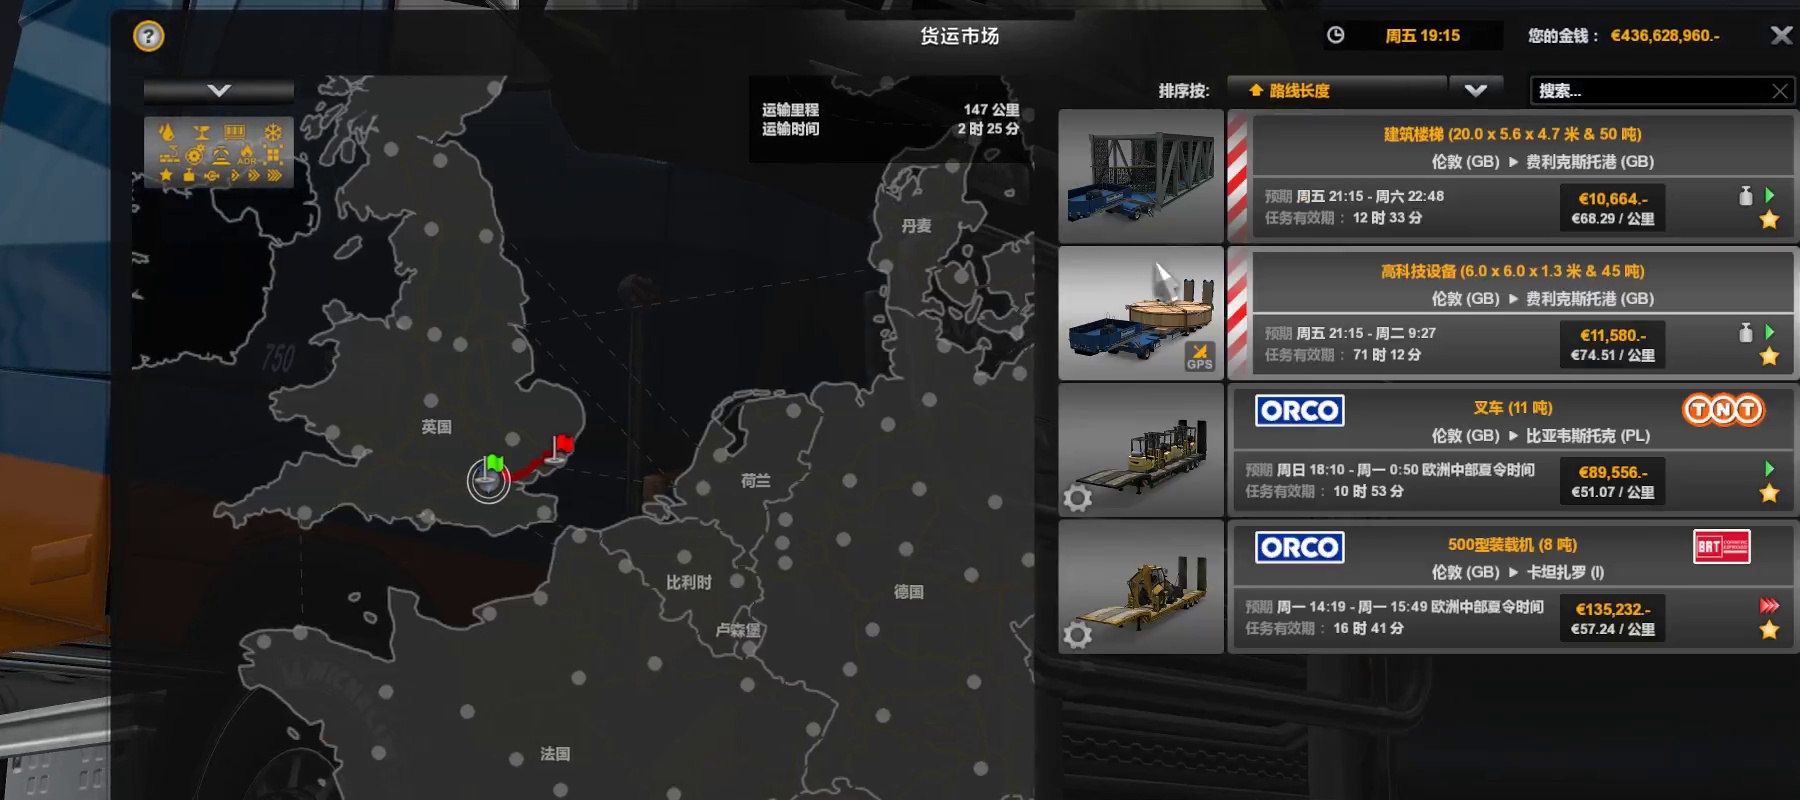 ?
货运市场
周五 19:15
您的金钱： €436,628,960.-
ADR
运输里程 147 公里
运输时间 2 时 25 分
排序按:
路线长度
搜索...
建筑楼梯 (20.0 x 5.6 x 4.7 米 & 50 吨)
伦敦 (GB) 费利克斯托港 (GB)
预期 周五 21:15 - 周六 22:48
任务有效期： 12 时 33 分
€10,664.-
€68.29 / 公里
高科技设备 (6.0 x 6.0 x 1.3 米 & 45 吨)
伦敦 (GB) 费利克斯托港 (GB)
预期 周五 21:15 - 周二 9:27
任务有效期： 71 时 12 分
€11,580.-
€74.51 / 公里
GPS
ORCO
叉车 (11 吨)
TNT
伦敦 (GB) 比亚韦斯托克 (PL)
预期 周日 18:10 - 周一 0:50 欧洲中部夏令时间
任务有效期： 10 时 53 分
€89,556.-
€51.07 / 公里
ORCO
500型装载机 (8 吨)
BRT
伦敦 (GB) 卡坦扎罗 (I)
预期 周一 14:19 - 周一 15:49 欧洲中部夏令时间
任务有效期： 16 时 41 分
€135,232.-
€57.24 / 公里
丹麦
750
英国
荷兰
比利时
德国
卢森堡
MICHELIN
法国